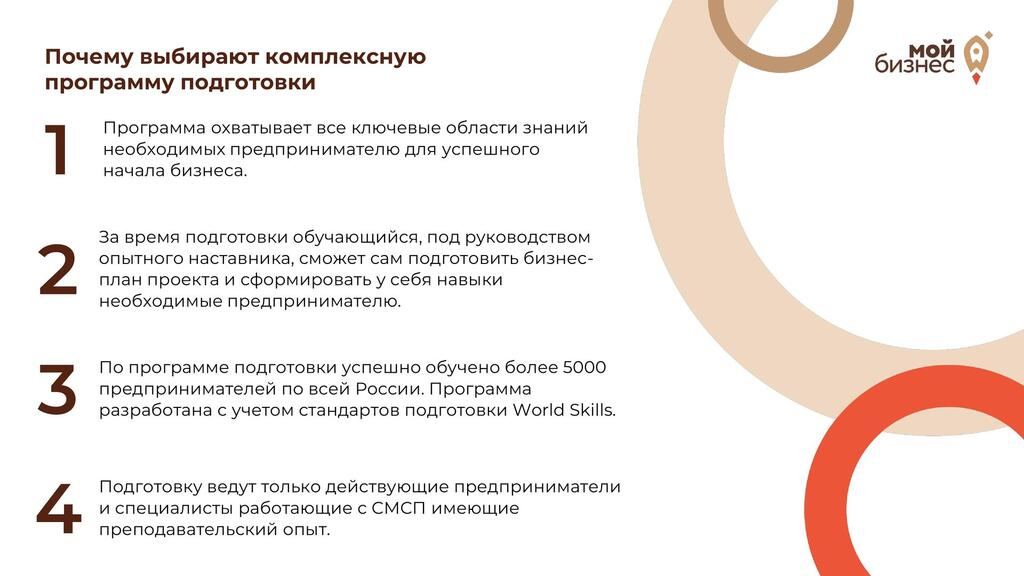 Почему выбирают комплексную
программу подготовки
мой
бизнес
1
Программа охватывает все ключевые области знаний
необходимых предпринимателю для успешного
начала бизнеса.
2
За время подготовки обучающийся, под руководством
опытного наставника, сможет сам подготовить бизнес-
план проекта и сформировать у себя навыки
необходимые предпринимателю.
3
По программе подготовки успешно обучено более 5000
предпринимателей по всей России. Программа
разработана с учетом стандартов подготовки World Skills.
4
Подготовку ведут только действующие предприниматели
и специалисты работающие с СМСП имеющие
преподавательский опыт.